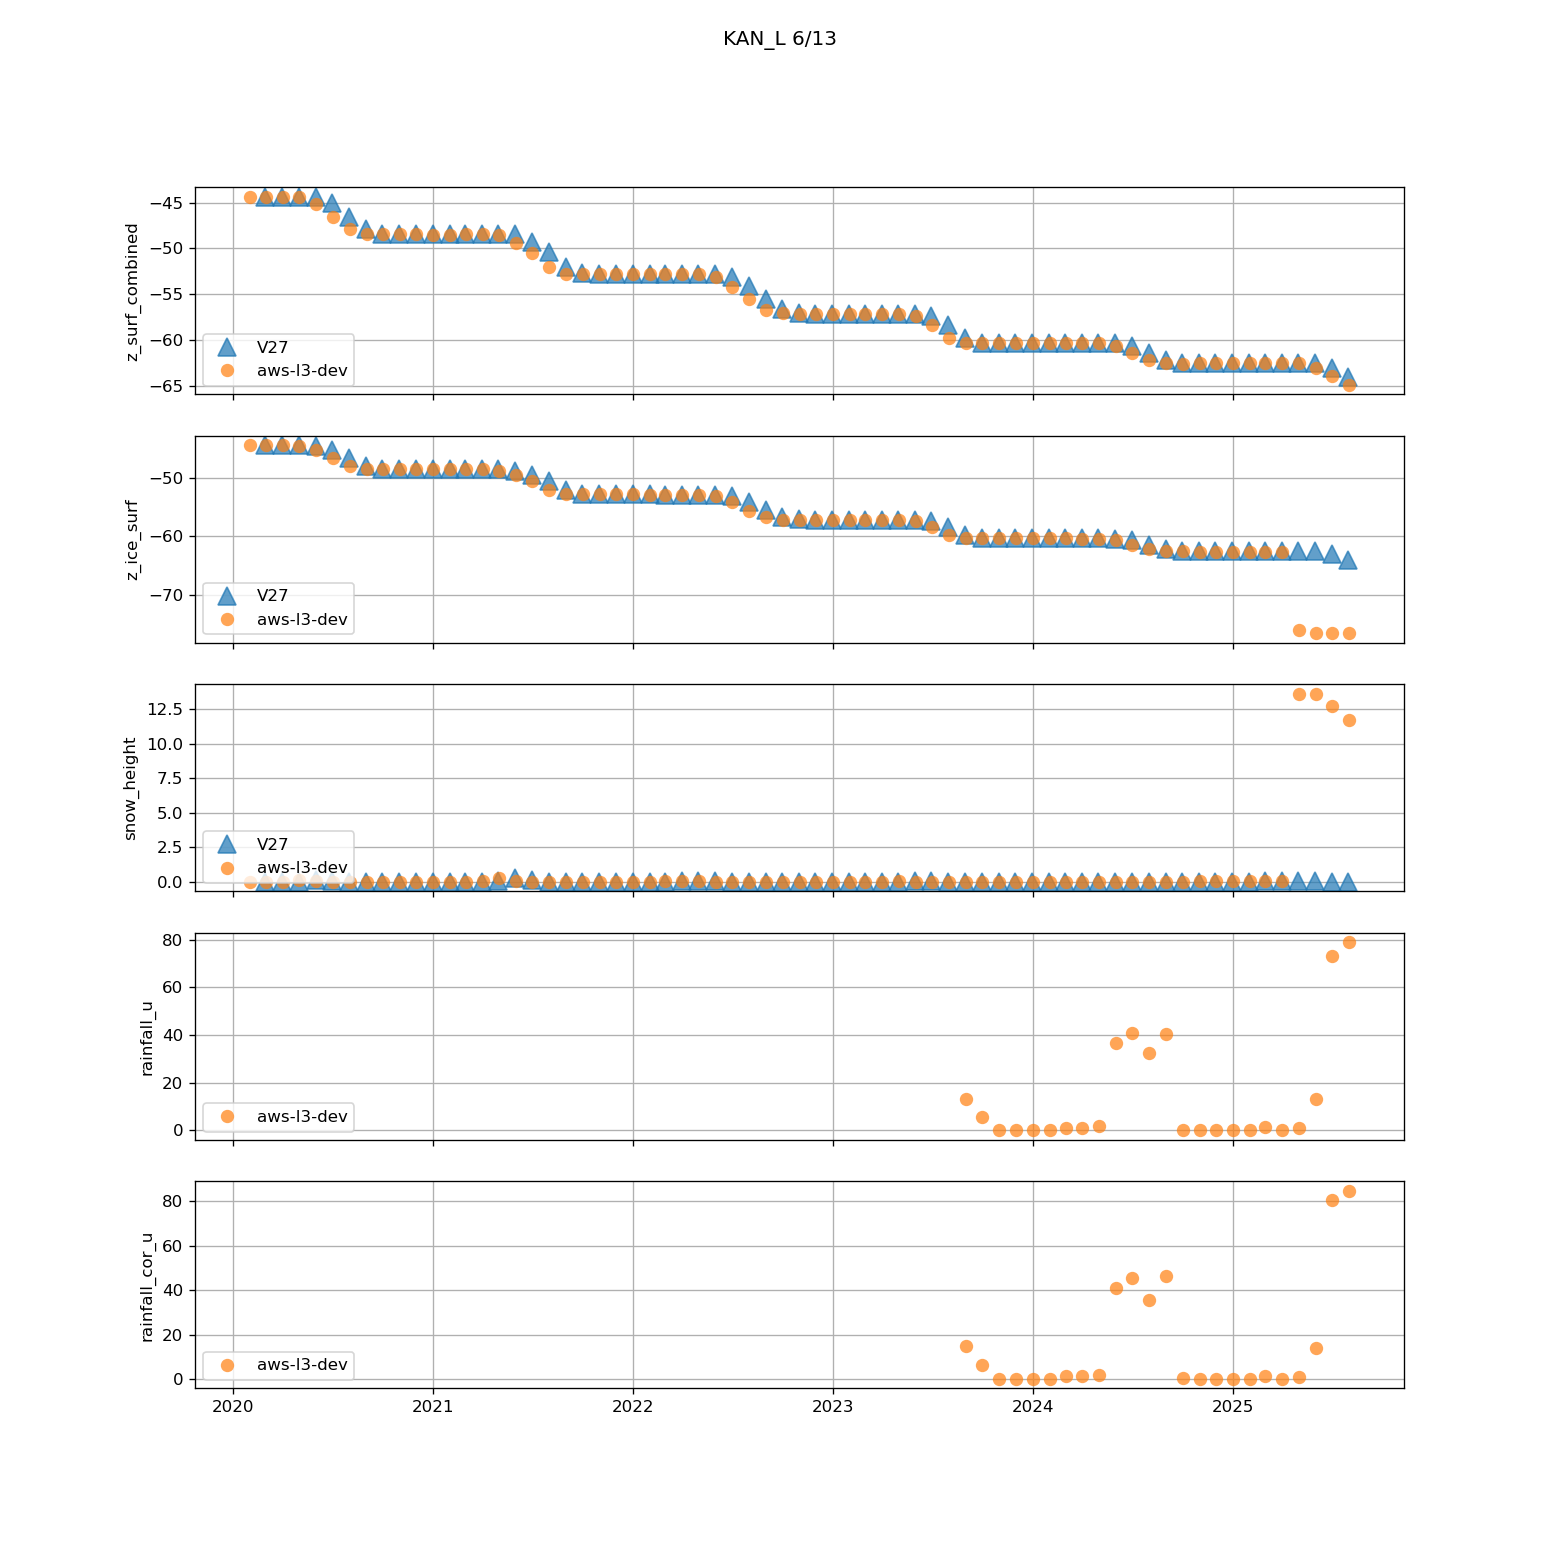 KAN_L 6/13
z_surf_combined
−45
−50
−55
−60
−65
V27
aws-l3-dev
z_ice_surf
−50
−60
−70
V27
aws-l3-dev
snow_height
12.5
10.0
7.5
5.0
2.5
0.0
V27
aws-l3-dev
rainfall_u
80
60
40
20
0
aws-l3-dev
rainfall_cor_u
80
60
40
20
0
aws-l3-dev
2020 2021 2022 2023 2024 2025